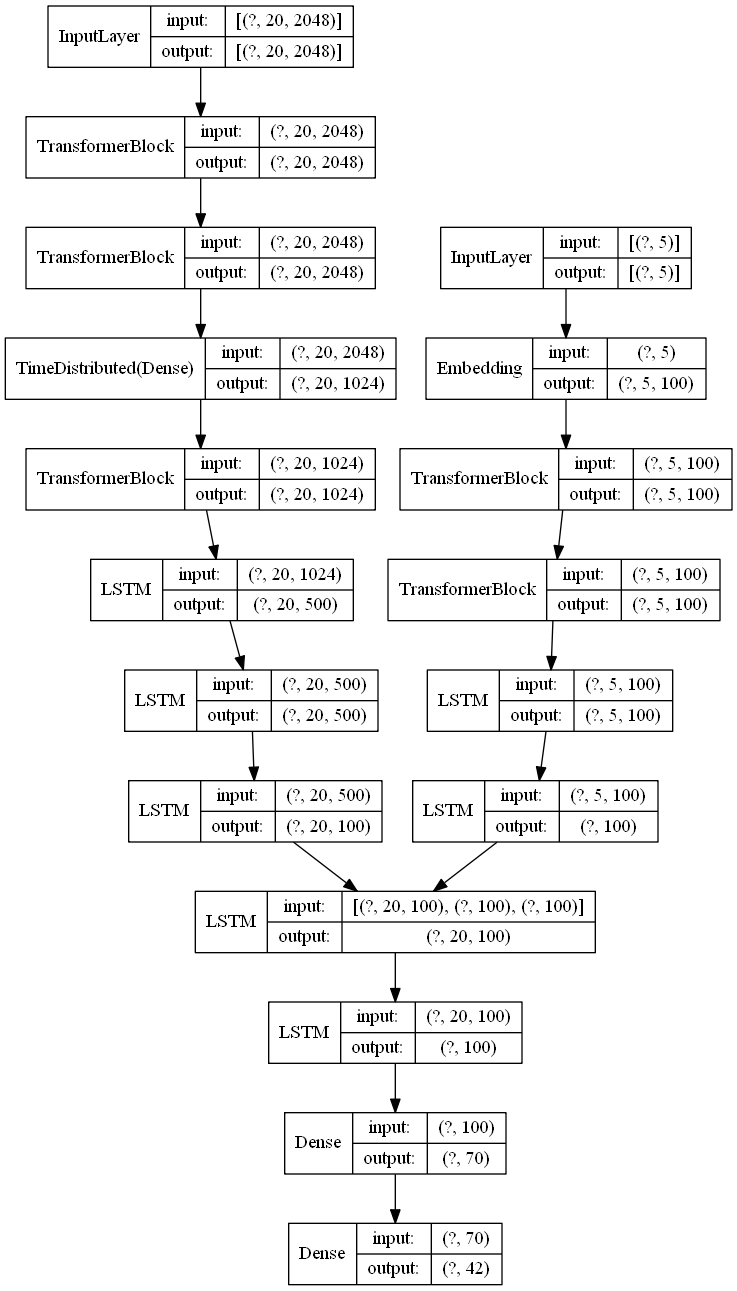 InputLayer
input: [(?, 20, 2048)]
output: [(?, 20, 2048)]
TransformerBlock
input: (?, 20, 2048)
output: (?, 20, 2048)
TransformerBlock
input: (?, 20, 2048)
output: (?, 20, 2048)
TimeDistributed(Dense)
input: (?, 20, 2048)
output: (?, 20, 1024)
TransformerBlock
input: (?, 20, 1024)
output: (?, 20, 1024)
LSTM
input: (?, 20, 1024)
output: (?, 20, 500)
LSTM
input: (?, 20, 500)
output: (?, 20, 500)
LSTM
input: (?, 20, 500)
output: (?, 20, 100)
InputLayer
input: [(?, 5)]
output: [(?, 5)]
Embedding
input: (?, 5)
output: (?, 5, 100)
TransformerBlock
input: (?, 5, 100)
output: (?, 5, 100)
TransformerBlock
input: (?, 5, 100)
output: (?, 5, 100)
LSTM
input: (?, 5, 100)
output: (?, 5, 100)
LSTM
input: (?, 5, 100)
output: (?, 100)
LSTM
input: [(?, 20, 100), (?, 100), (?, 100)]
output: (?, 20, 100)
LSTM
input: (?, 20, 100)
output: (?, 100)
Dense
input: (?, 100)
output: (?, 70)
Dense
input: (?, 70)
output: (?, 42)